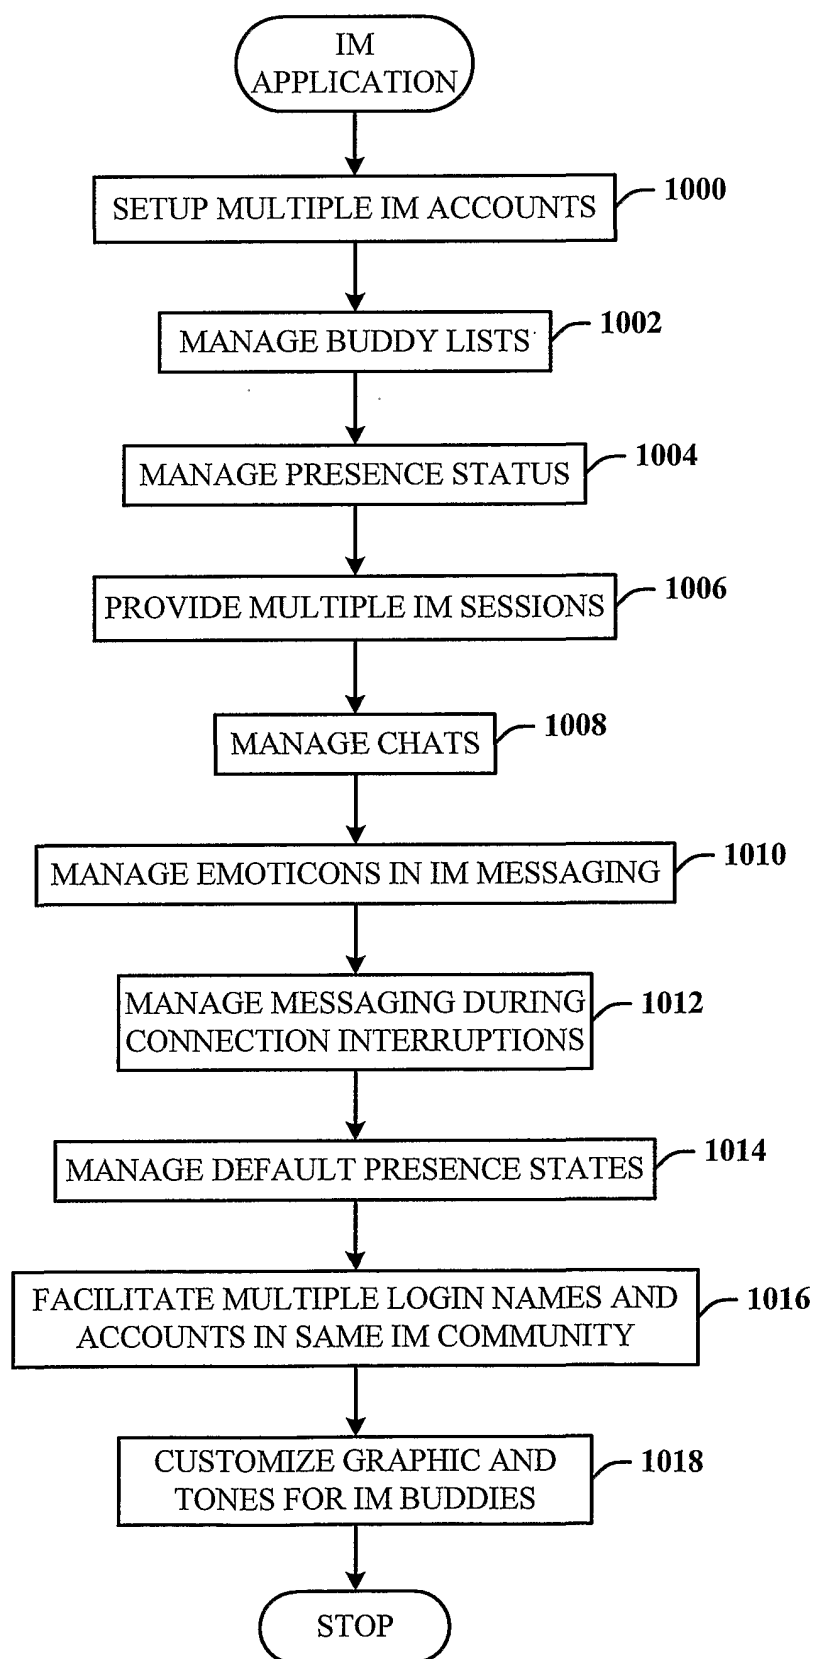 IM
APPLICATION
SETUP MULTIPLE IM ACCOUNTS
1000
MANAGE BUDDY LISTS
1002
MANAGE PRESENCE STATUS
1004
PROVIDE MULTIPLE IM SESSIONS
1006
MANAGE CHATS
1008
MANAGE EMOTICONS IN IM MESSAGING
1010
MANAGE MESSAGING DURING
CONNECTION INTERRUPTIONS
1012
MANAGE DEFAULT PRESENCE STATES
1014
FACILITATE MULTIPLE LOGIN NAMES AND
ACCOUNTS IN SAME IM COMMUNITY
1016
CUSTOMIZE GRAPHIC AND
TONES FOR IM BUDDIES
1018
STOP